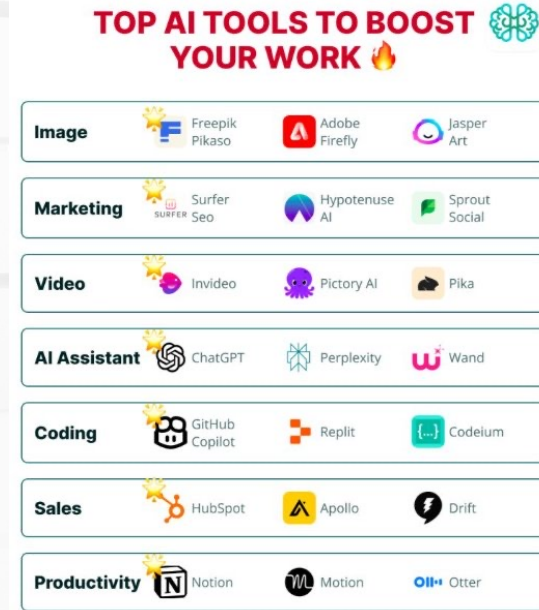 TOP AI TOOLS TO BOOST
YOUR WORK 🔥
Image
Freepik
Pikaso
Adobe
Firefly
Jasper
Art
Marketing
SURFER
Surfer
Seo
Hypotenuse
AI
Sprout
Social
Video
Invideo
Pictory AI
Pika
AI Assistant
ChatGPT
Perplexity
W
Wand
Coding
GitHub
Copilot
Replit
{...}
Codeium
Sales
HubSpot
Apollo
Drift
Productivity
N
Notion
M
Motion
Otter